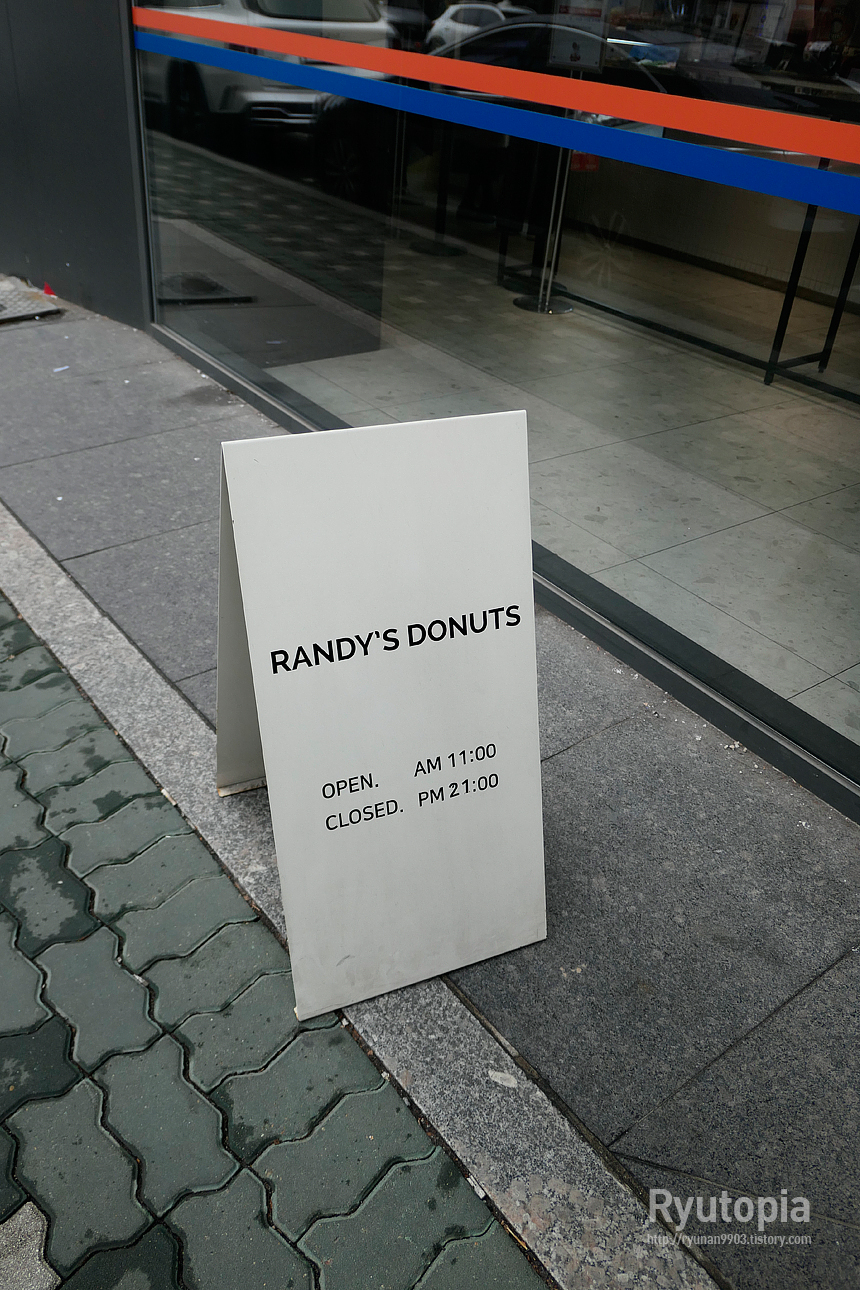 RANDY'S DONUTS
OPEN. AM 11:00
CLOSED. PM 21:00
Ryutopia
http://ryunan9903.tistory.com